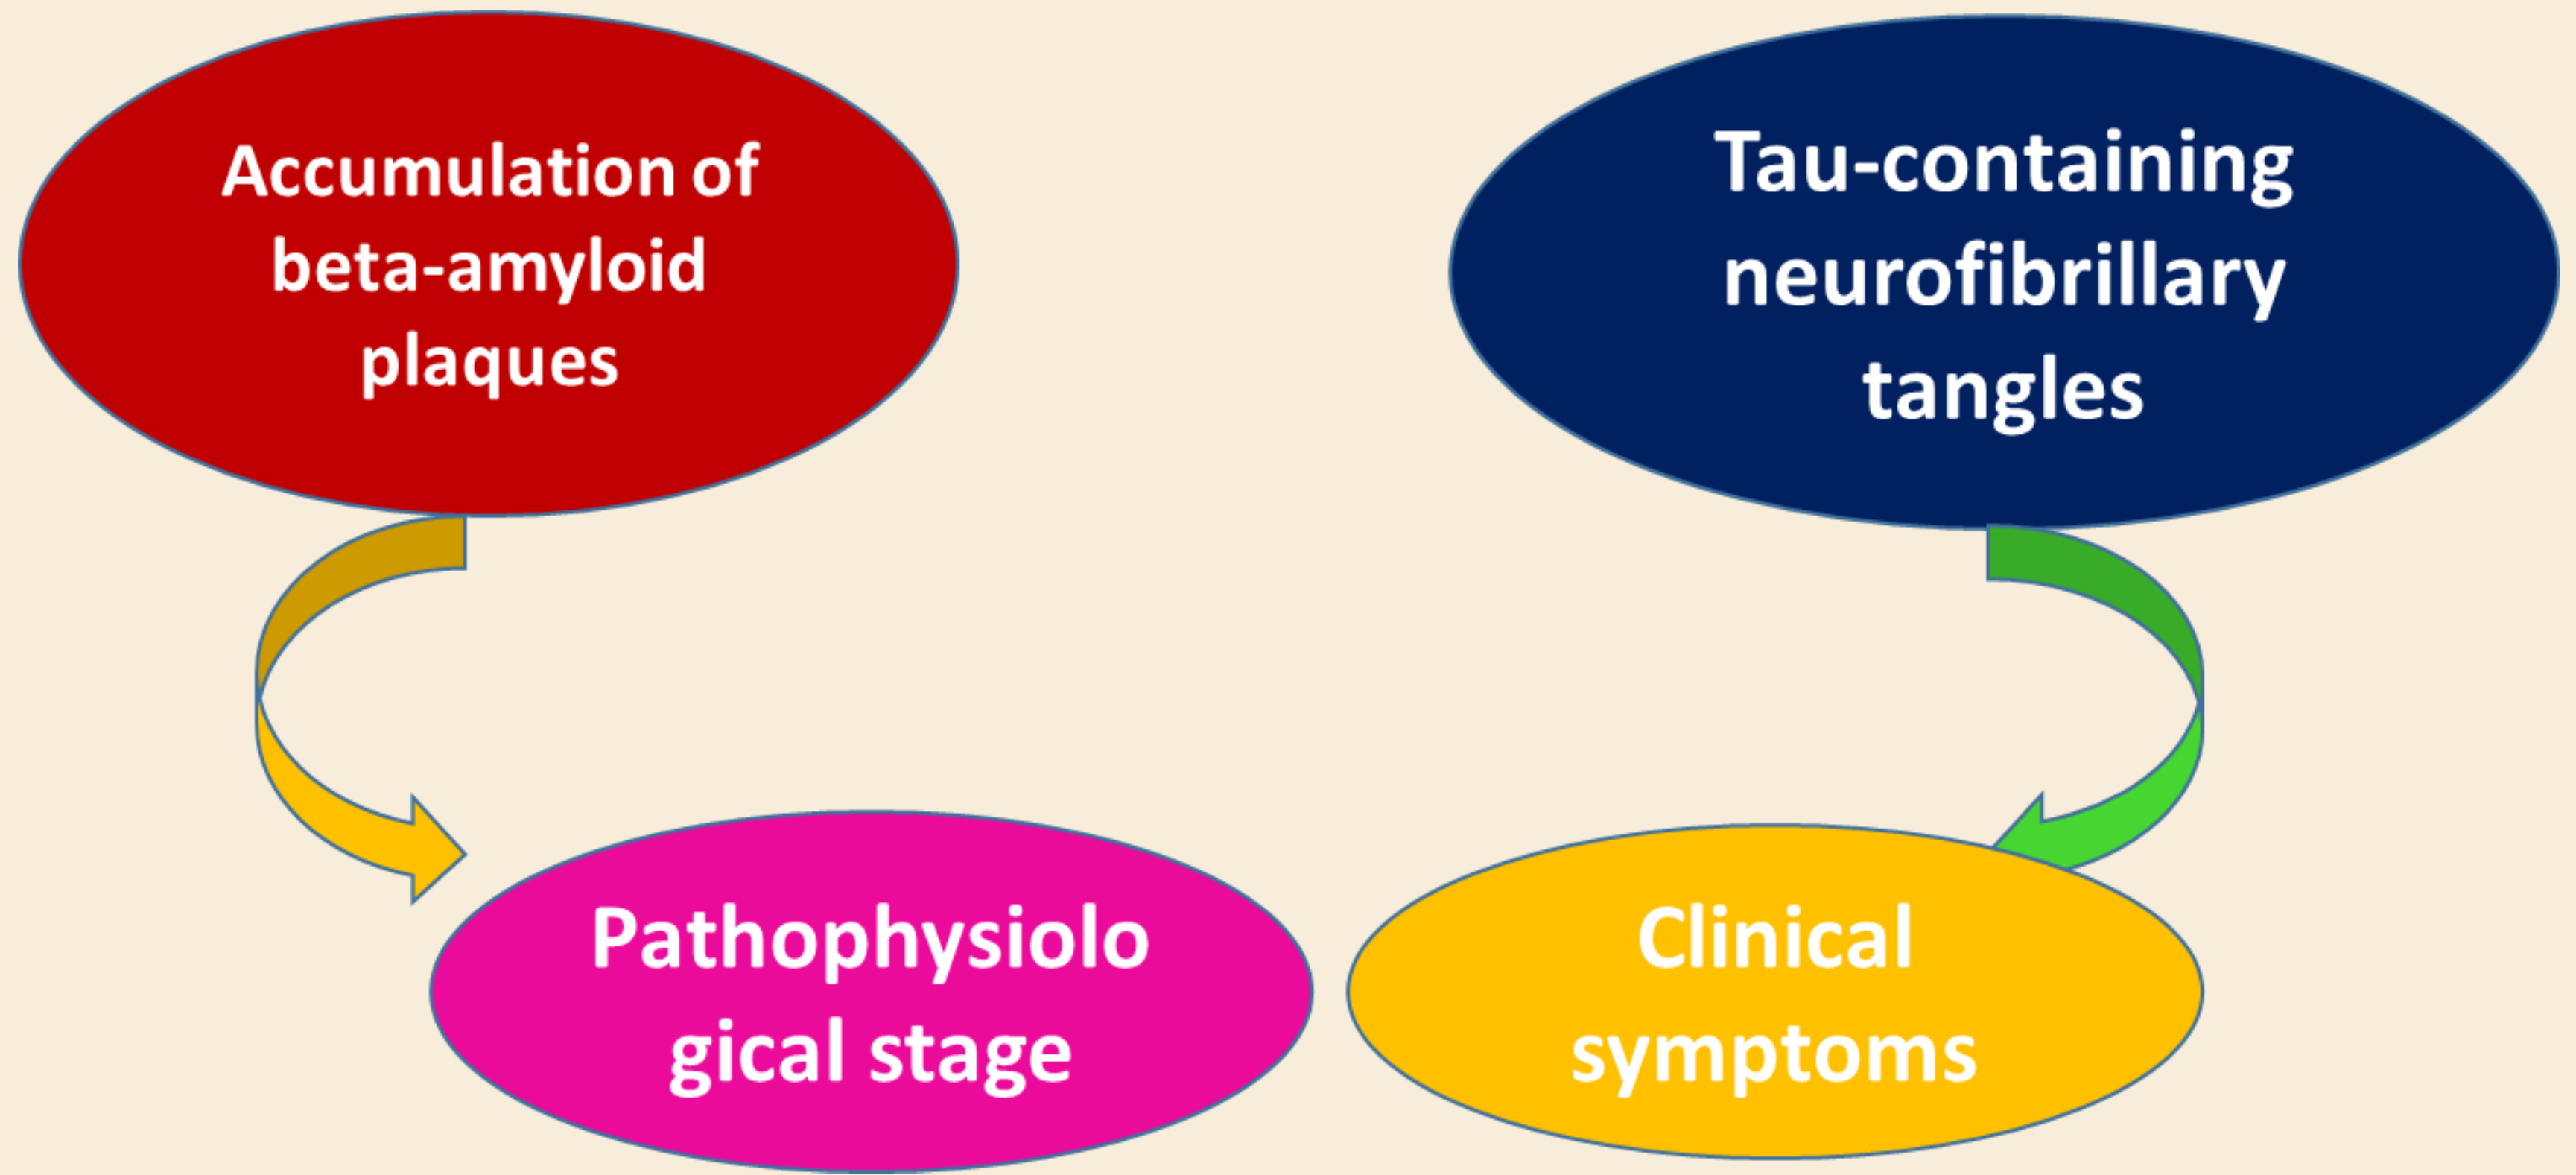 Accumulation of
beta-amyloid
plaques
Tau-containing
neurofibrillary
tangles
Pathophysiolo
gical stage
Clinical
symptoms